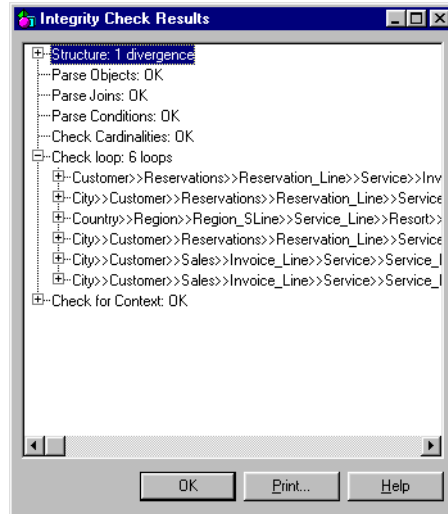 Integrity Check Results
Structure: 1 divergence
Parse Objects: OK
Parse Joins: OK
Parse Conditions: OK
Check Cardinalities: OK
Check loop: 6 loops
Customer>>Reservations>>Reservation_Line>>Service>>Inv
City>>Customer>>Reservations>>Reservation_Line>>Service
Country>>Region>>Region_SLine>>Service_Line>>Resort>>
City>>Customer>>Reservations>>Reservation_Line>>Service
City>>Customer>>Sales>>Invoice_Line>>Service>>Service_l
City>>Customer>>Sales>>Invoice_Line>>Service>>Service_l
Check for Context: OK
OK Print... Help